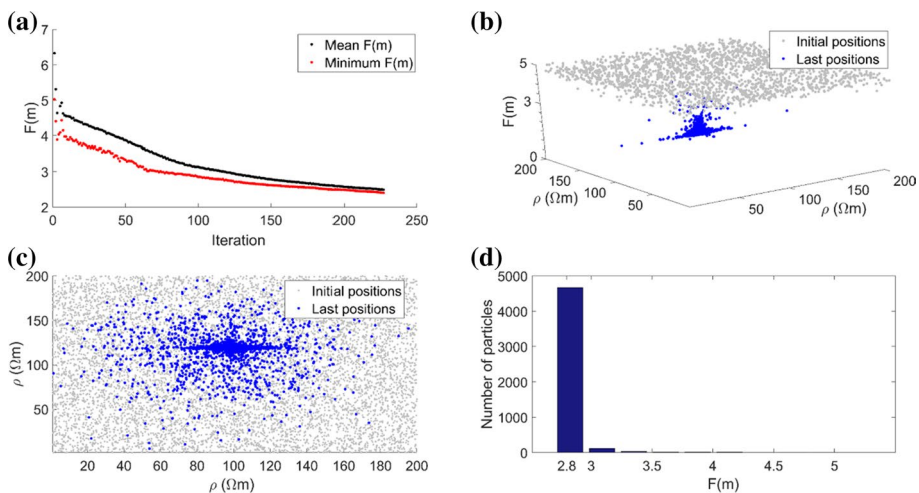 (a)
7
6
5
4
3
2
F(m)
Mean F(m)
Minimum F(m)
0 50 100 150 200 250
Iteration
(b)
Initial positions
Last positions
5
3
0
F(m)
200 150 100 50
ρ (Ωm)
50 100 150 200
ρ (Ωm)
(c)
200
150
100
50
ρ (Ωm)
Initial positions
Last positions
20 40 60 80 100 120 140 160 180 200
ρ (Ωm)
(d)
5000
4000
3000
2000
1000
0
Number of particles
2.8 3 3.5 4 4.5 5
F(m)